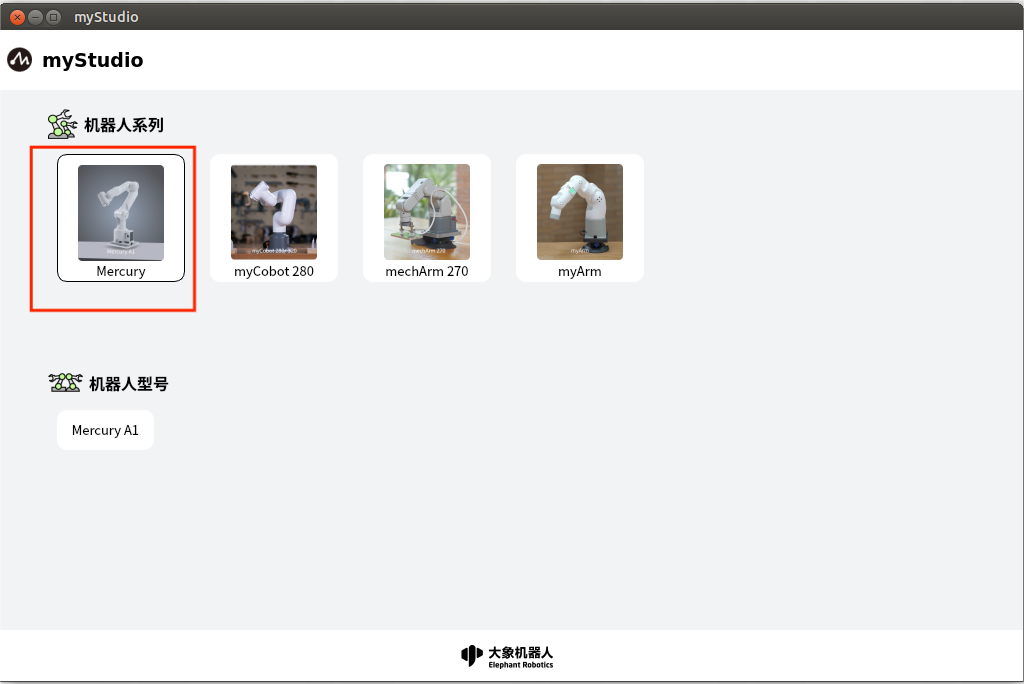 myStudio
myStudio
机器人系列
Mercury A1
Mercury
myCobot 280/320
myCobot 280
mechArm 270
mechArm 270
myArm
myArm
机器人型号
Mercury A1
大象机器人
Elephant Robotics